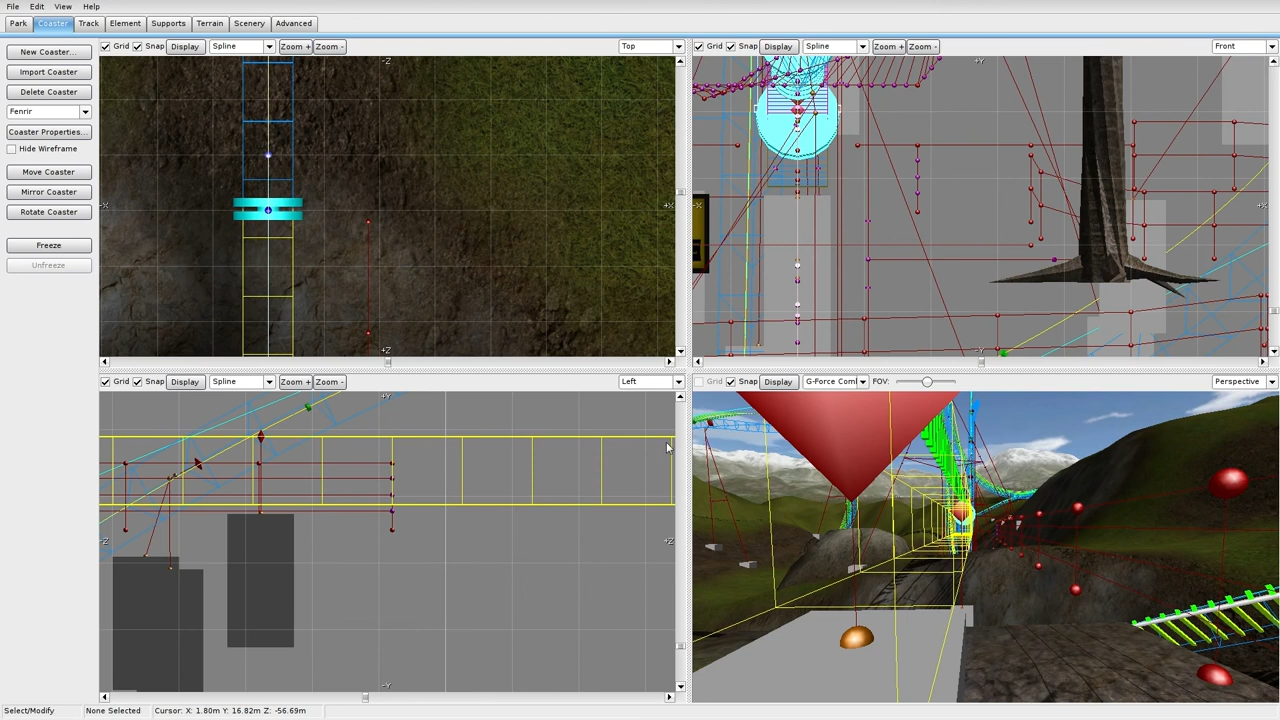 File Edit View Help
Park Coaster Track Element Supports Terrain Scenery Advanced
New Coaster...
Import Coaster
Delete Coaster
Fenrir
Coaster Properties...
Hide Wireframe
Move Coaster
Mirror Coaster
Rotate Coaster
Freeze
Unfreeze
Grid Snap Display Spline Zoom + Zoom - Top
-Z
-X
+X
+Z
Grid Snap Display Spline Zoom + Zoom - Front
+Y
-X
+X
-Y
Grid Snap Display Spline Zoom + Zoom - Left
+Y
-Z
+Z
-Y
Grid Snap Display G-Force Coml FOV: Perspective
Select/Modify None Selected Cursor: X: 1.80m Y: 16.82m Z: -56.69m